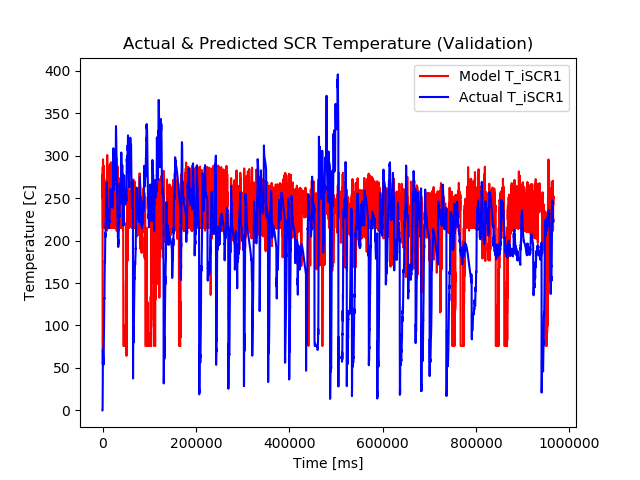 Actual & Predicted SCR Temperature (Validation)
Model T_iSCR1
Actual T_iSCR1
400
350
300
250
200
150
100
50
0
Temperature [C]
0 200000 400000 600000 800000 1000000
Time [ms]